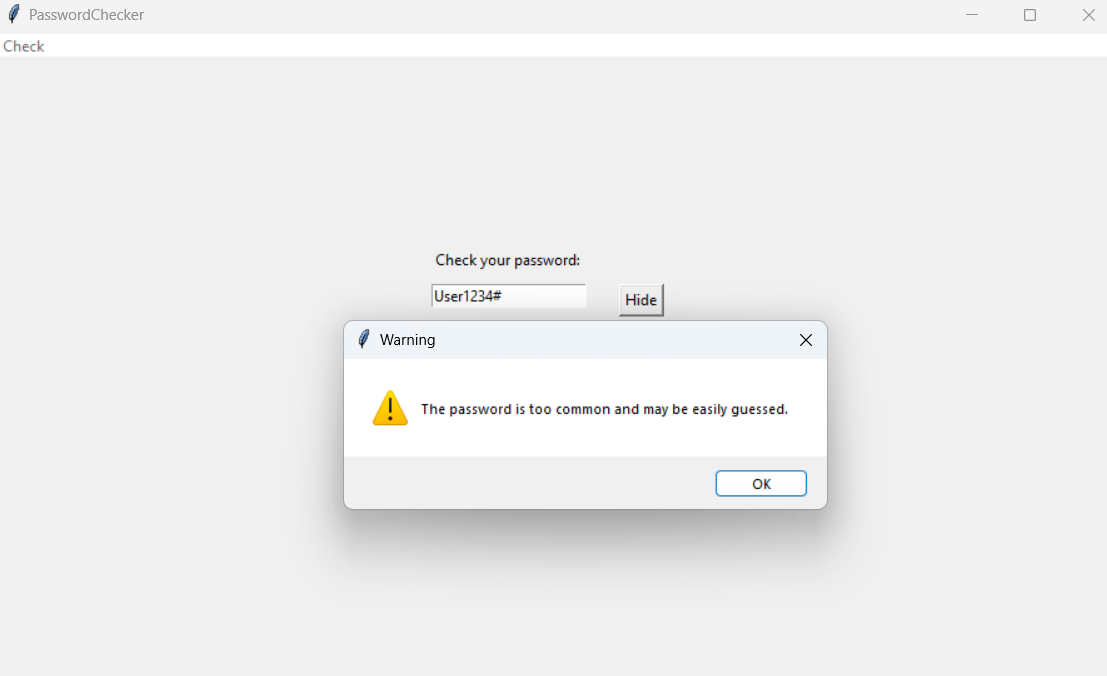 PasswordChecker
Check
Check your password:
User1234#
Hide
Warning
The password is too common and may be easily guessed.
OK